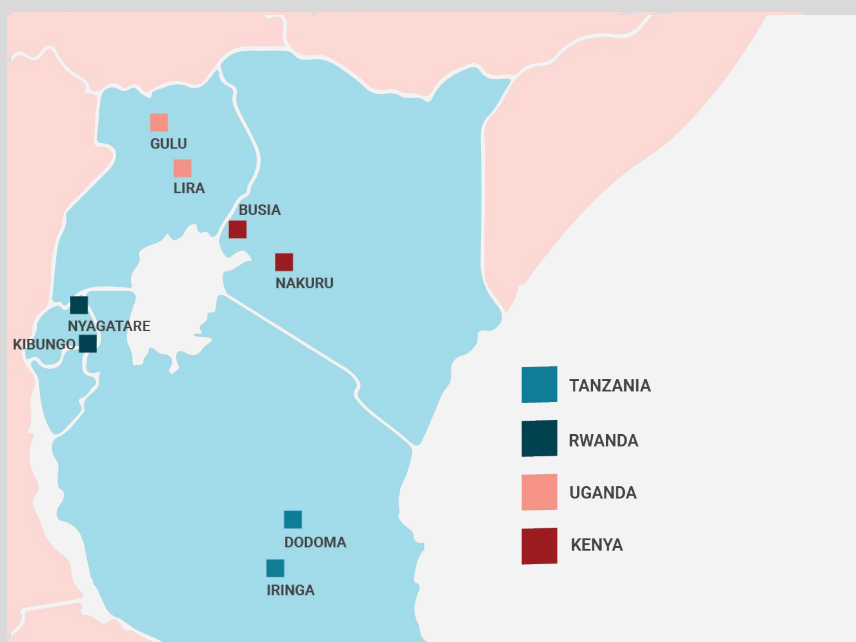 GULU
LIRA
BUSIA
NAKURU
NYAGATARE
KIBUNGO
TANZANIA
RWANDA
UGANDA
KENYA
DODOMA
IRINGA